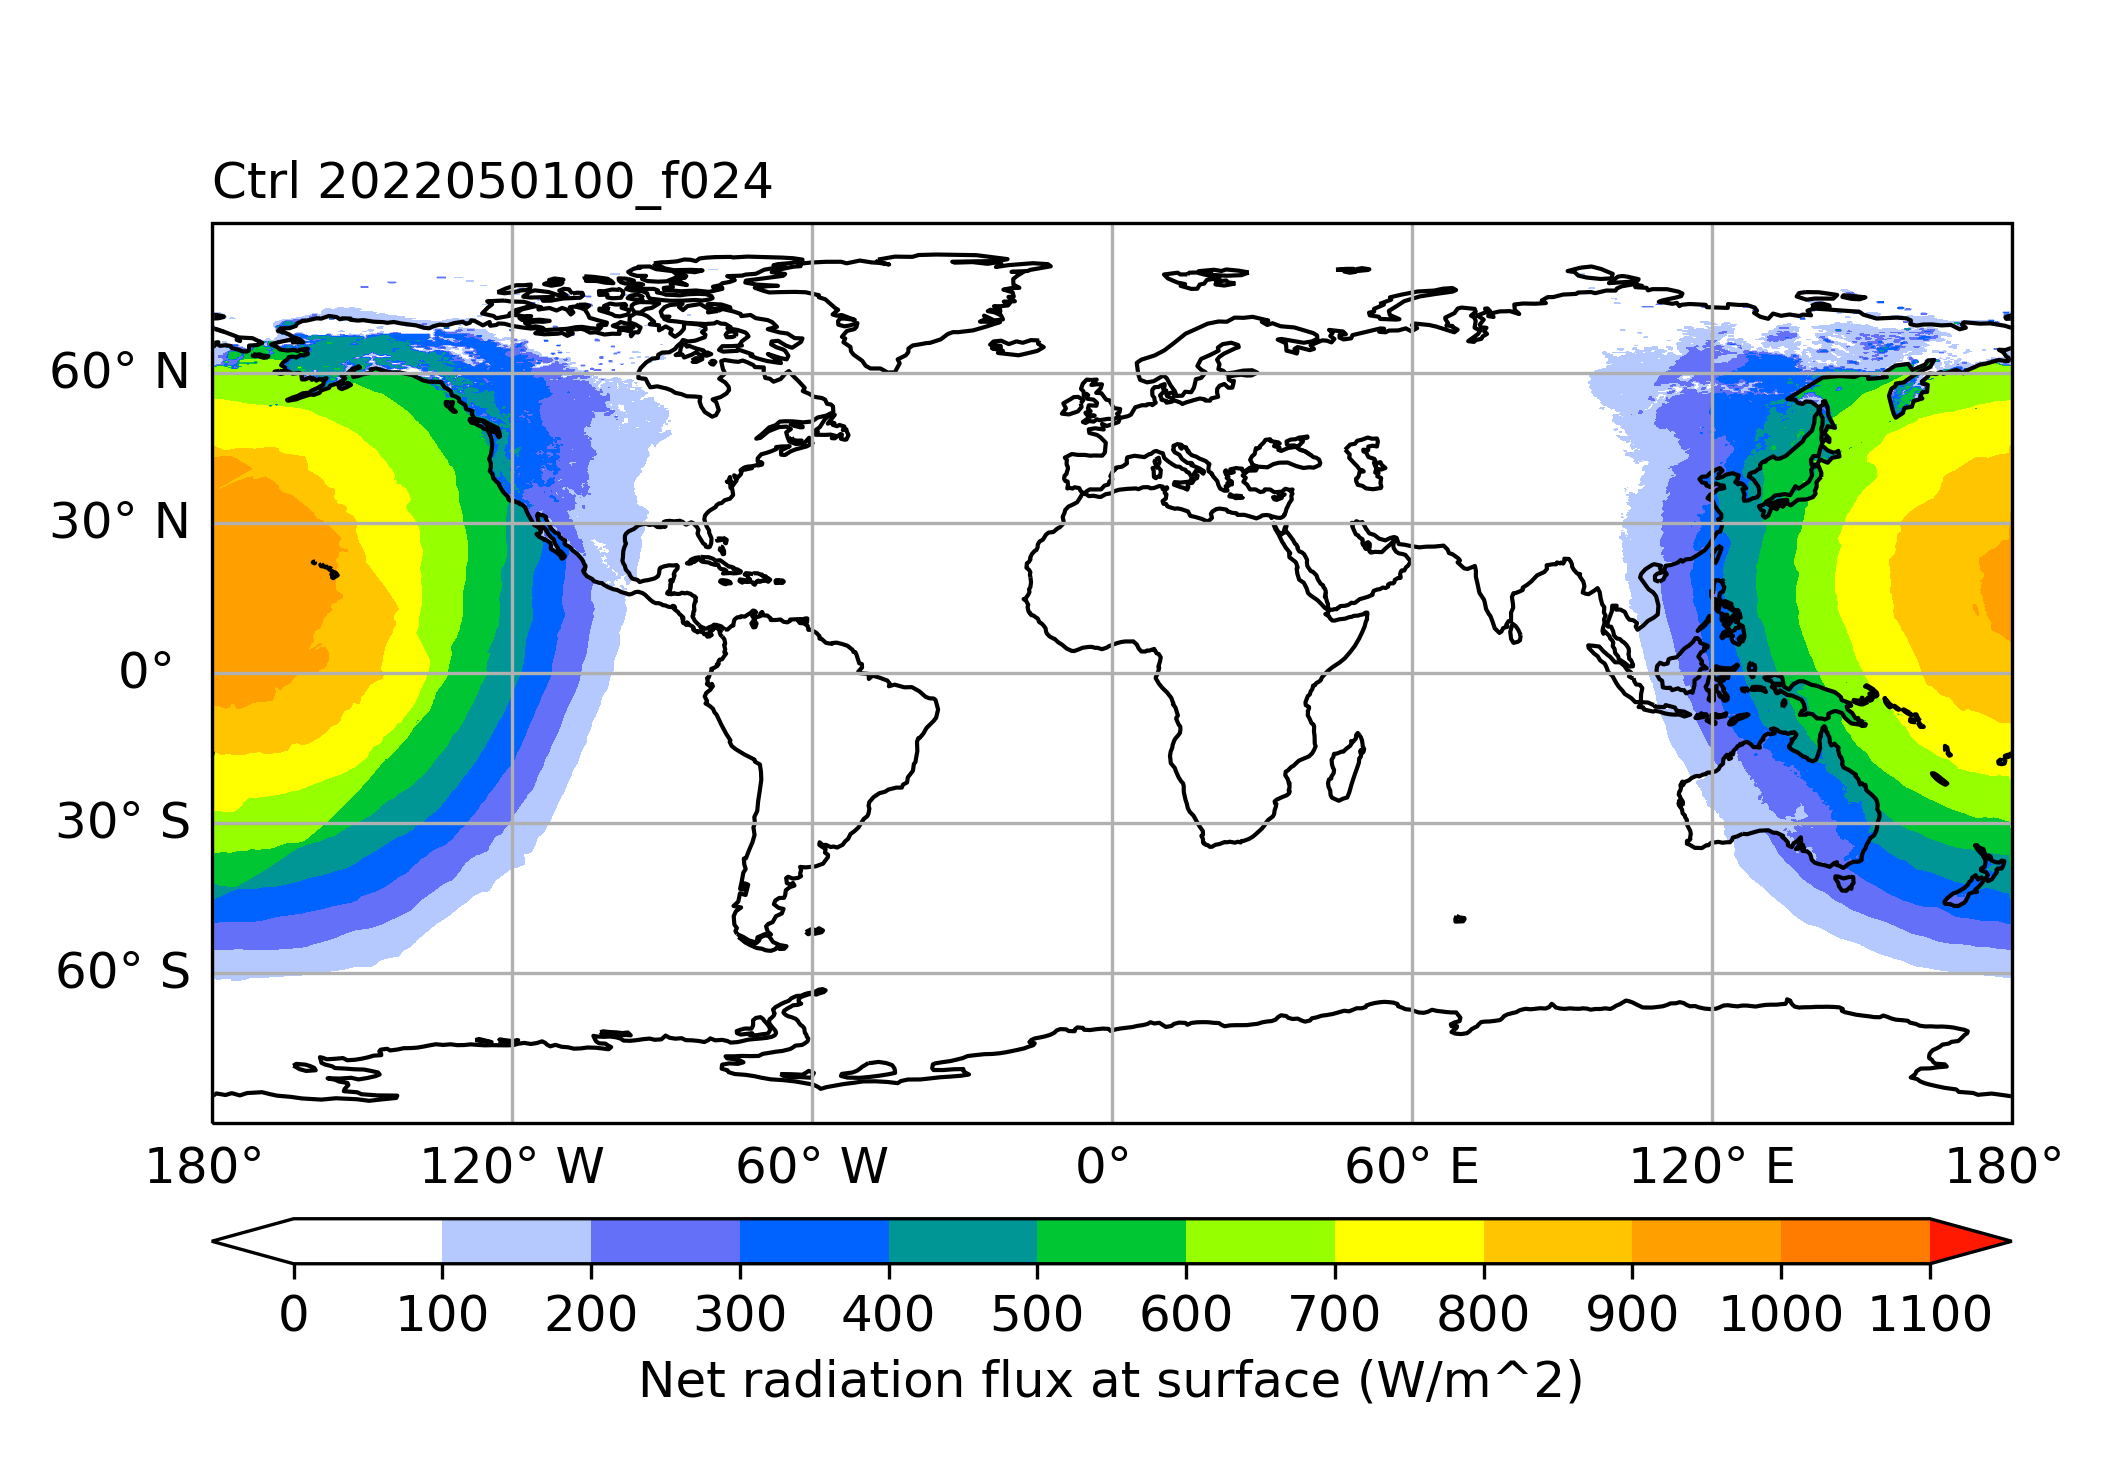 Ctrl 2022050100_f024
60° N
30° N
0°
30° S
60° S
180° 120° W 60° W 0° 60° E 120° E 180°
0 100 200 300 400 500 600 700 800 900 1000 1100
Net radiation flux at surface (W/m^2)